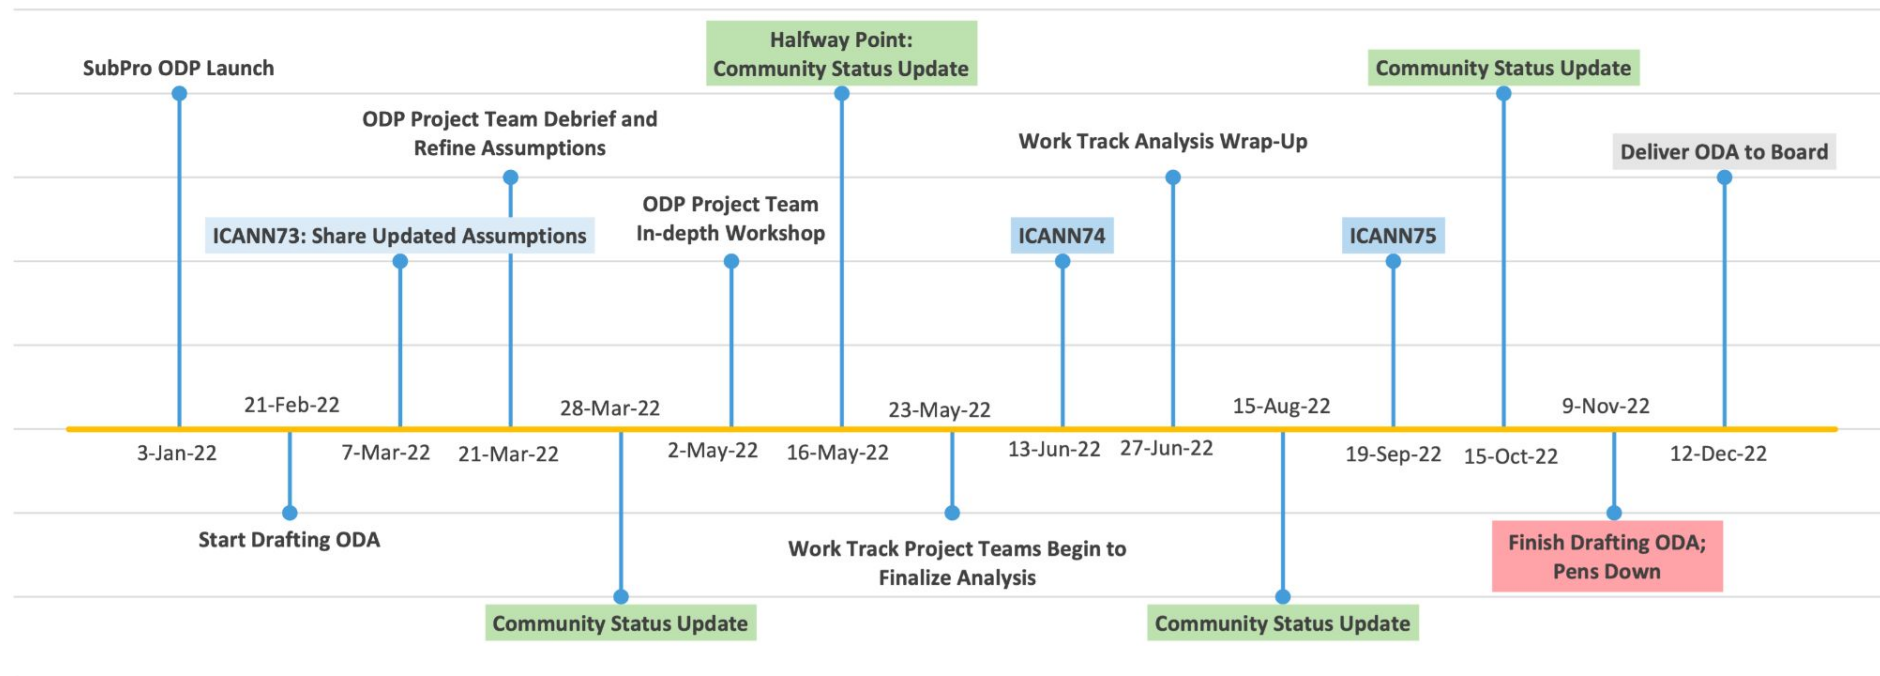 Halfway Point:
Community Status Update
SubPro ODP Launch
Community Status Update
ODP Project Team Debrief and
Refine Assumptions
Work Track Analysis Wrap-Up
Deliver ODA to Board
ODP Project Team
In-depth Workshop
ICANN73: Share Updated Assumptions
ICANN74
ICANN75
21-Feb-22
28-Mar-22
23-May-22
15-Aug-22
9-Nov-22
3-Jan-22
7-Mar-22
21-Mar-22
2-May-22
16-May-22
13-Jun-22
27-Jun-22
19-Sep-22
15-Oct-22
12-Dec-22
Start Drafting ODA
Work Track Project Teams Begin to
Finalize Analysis
Finish Drafting ODA;
Pens Down
Community Status Update
Community Status Update